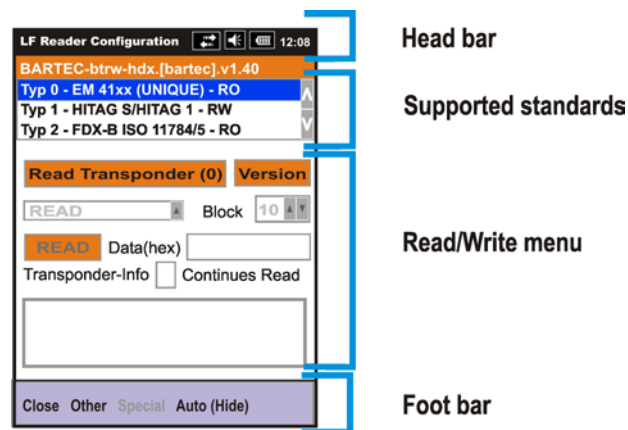 LF Reader Configuration 12:08
Head bar
BARTEC-btrw-hdx.[bartec].v1.40
Typ 0 - EM 41xx (UNIQUE) - RO
Typ 1 - HITAG S/HITAG 1 - RW
Typ 2 - FDX-B ISO 11784/5 - RO
Supported standards
Read Transponder (0) Version
READ Block 10
READ Data(hex)
Transponder-Info Continues Read
Read/Write menu
Close Other Special Auto (Hide)
Foot bar